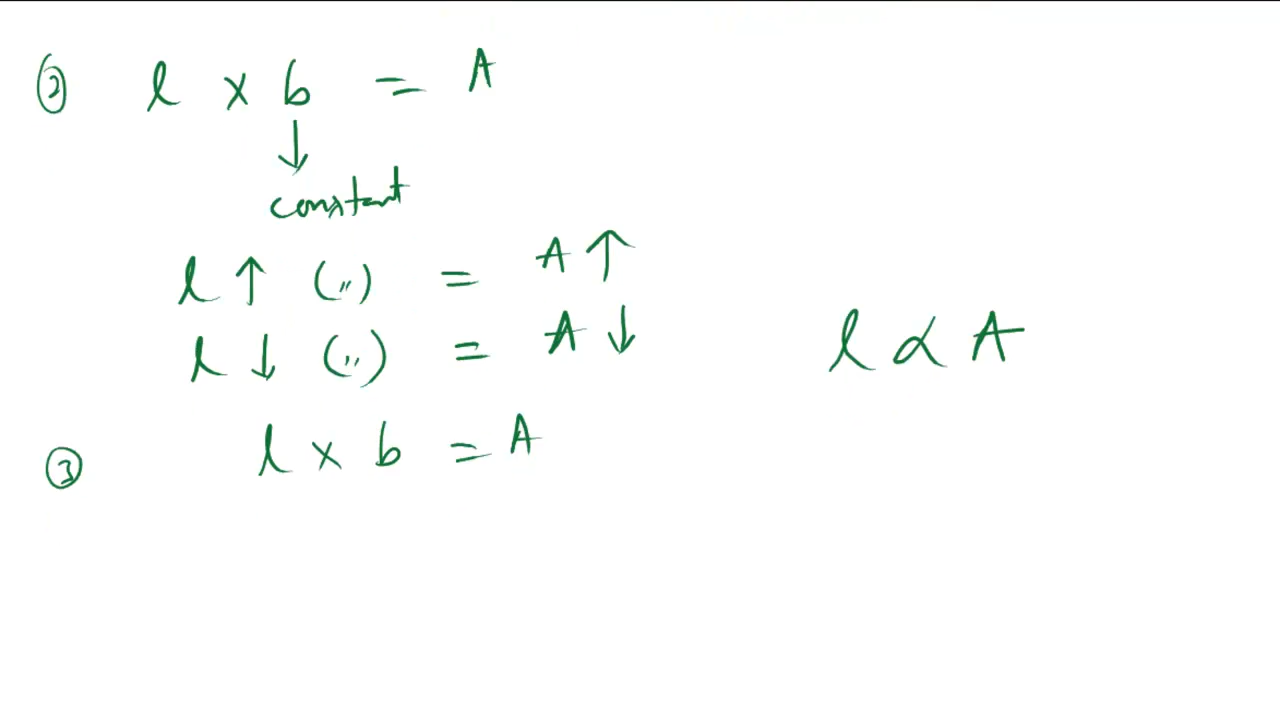 ② l × b = A
↓
constant
l ↑ (〃) = A ↑
l ↓ (〃) = A ↓
l ∝ A
③ l × b = A